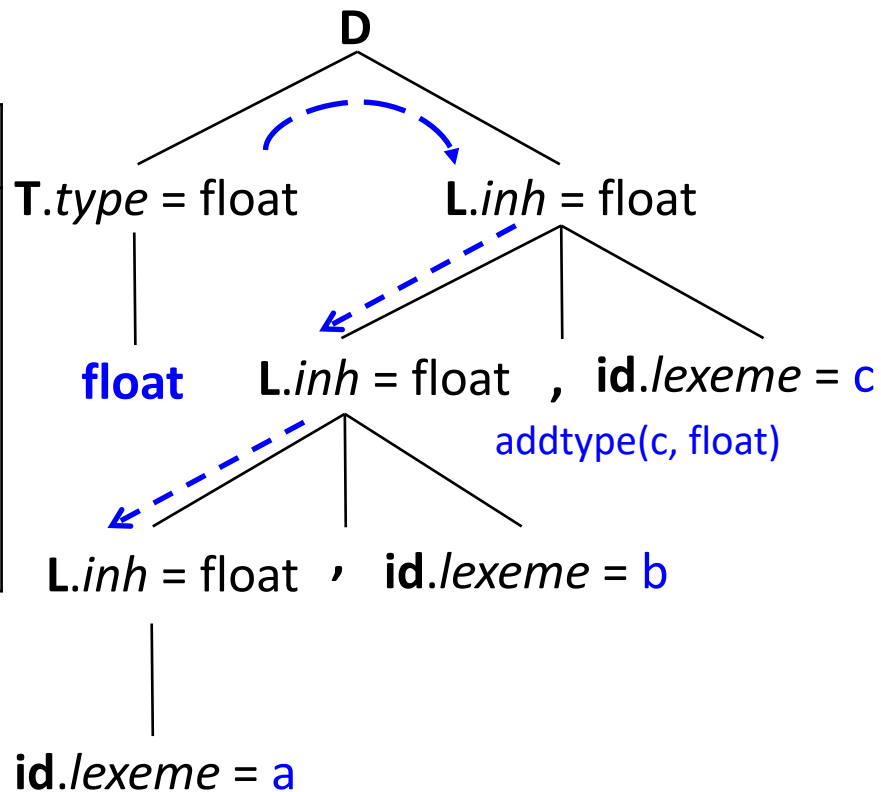 D
T.type = float L.inh = float
float L.inh = float , id.lexeme = c
addtype(c, float)
L.inh = float , id.lexeme = b
id.lexeme = a